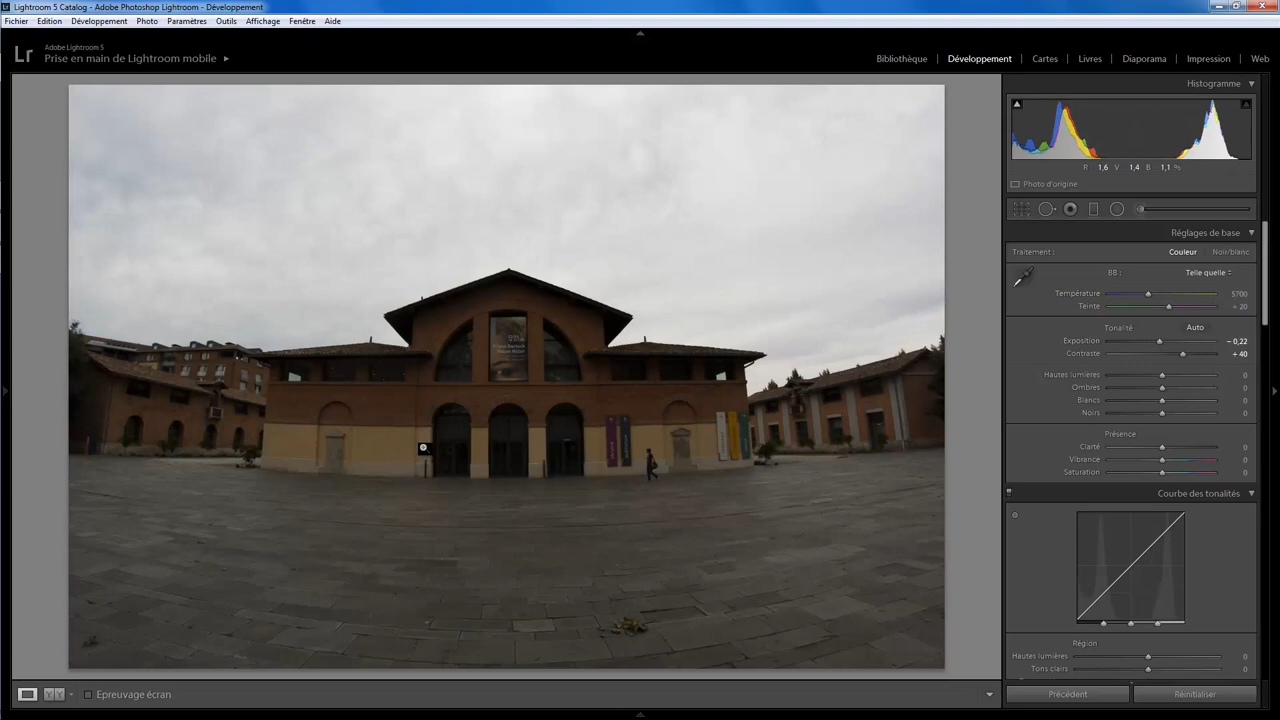 Lightroom 5 Catalog - Adobe Photoshop Lightroom - Développement
Fichier Edition Développement Photo Paramètres Outils Affichage Fenêtre Aide
Lr
Adobe Lightroom 5
Prise en main de Lightroom mobile
Bibliothèque | Développement | Cartes | Livres | Diaporama | Impression | Web
Histogramme
R 1,6 V 1,4 B 1,1 %
Photo d'origine
Réglages de base
Traitement : Couleur Noir/blanc
BB : Telle quelle
Température 5700
Teinte + 20
Tonalité Auto
Exposition - 0,22
Contraste + 40
Hautes lumières 0
Ombres 0
Blancs 0
Noirs 0
Présence
Clarté 0
Vibrance 0
Saturation 0
Courbe des tonalités
Région
Hautes lumières 0
Tons clairs 0
Epreuvage écran
Précédent Réinitialiser